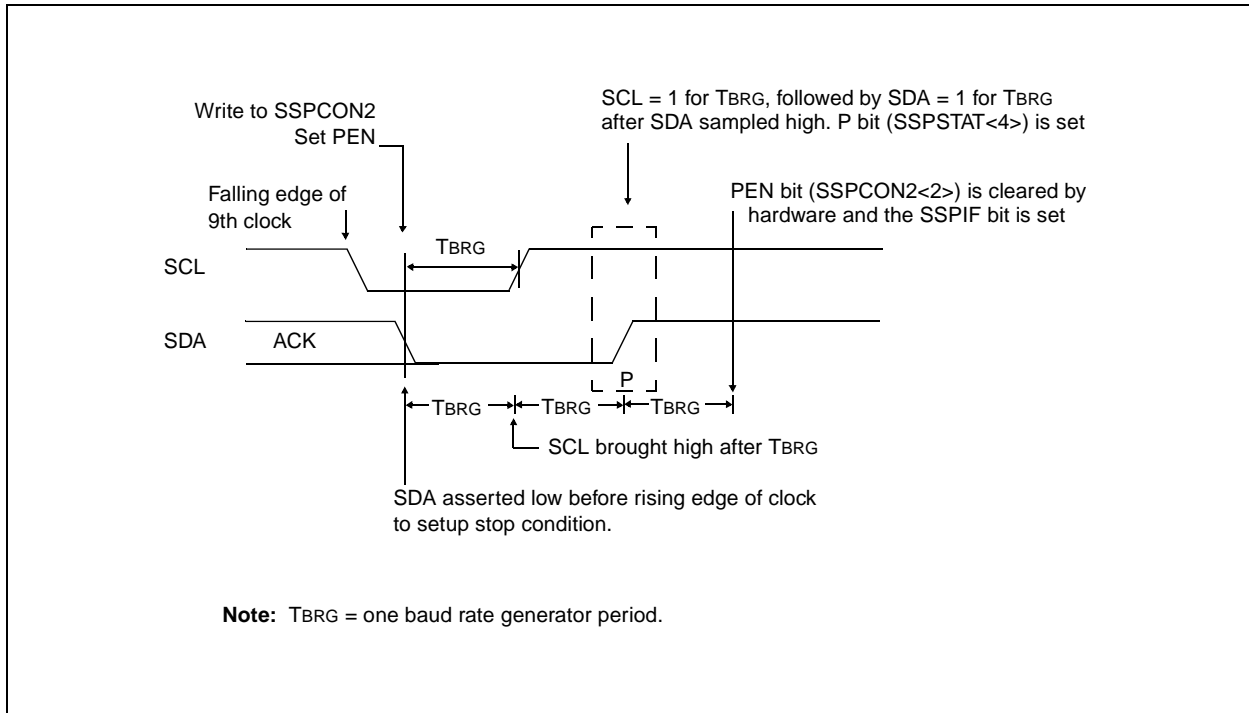 Write to SSPCON2
Set PEN
SCL = 1 for TBRG, followed by SDA = 1 for TBRG
after SDA sampled high. P bit (SSPSTAT<4>) is set
Falling edge of
9th clock
PEN bit (SSPCON2<2>) is cleared by
hardware and the SSPIF bit is set
TBRG
SCL
SDA
ACK
P
TBRG
TBRG
TBRG
SCL brought high after TBRG
SDA asserted low before rising edge of clock
to setup stop condition.
Note: TBRG = one baud rate generator period.